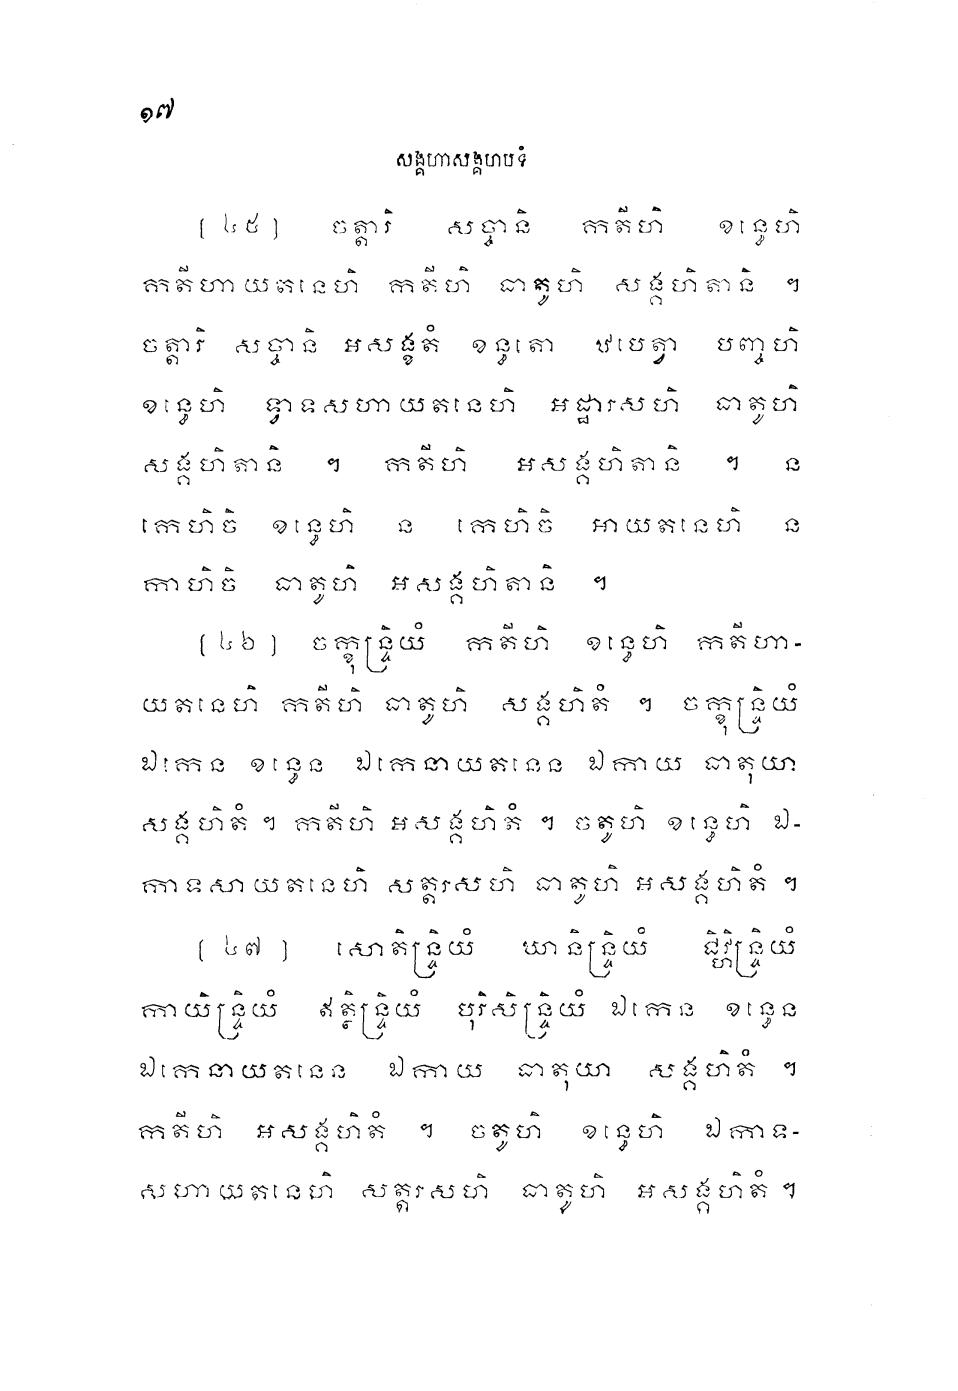 ១៧
សង្គហាសង្គហបទំ
[ ៤៥ ] ចត្តារិ សច្ចានិ កតីហិ ខន្ធេហិ
កតីហាយតនេហិ កតីហិ ធាតូហិ សង្គហិតានិ ។
ចត្តារិ សច្ចានិ អសង្ខតំ ខន្ធតោ ឋបេត្វា បញ្ចហិ
ខន្ធេហិ ទ្វាទសហាយតនេហិ អដ្ឋារសហិ ធាតូហិ
សង្គហិតានិ ។ កតីហិ អសង្គហិតានិ ។ ន
កេហិចិ ខន្ធេហិ ន កេហិចិ អាយតនេហិ ន
កាហិចិ ធាតូហិ អសង្គហិតានិ ។
[ ៤៦ ] ចក្ខុន្ទ្រិយំ កតីហិ ខន្ធេហិ កតីហា-
យតនេហិ កតីហិ ធាតូហិ សង្គហិតំ ។ ចក្ខុន្ទ្រិយំ
ឯកេន ខន្ធេន ឯកេនាយតនេន ឯកាយ ធាតុយា
សង្គហិតំ ។ កតីហិ អសង្គហិតំ ។ ចតូហិ ខន្ធេហិ ឯ-
កាទសាយតនេហិ សត្តរសហិ ធាតូហិ អសង្គហិតំ ។
[ ៤៧ ] សោតិន្ទ្រិយំ ឃានិន្ទ្រិយំ ជិវ្ហិន្ទ្រិយំ
កាយិន្ទ្រិយំ ឥត្ថិន្ទ្រិយំ បុរិសិន្ទ្រិយំ ឯកេន ខន្ធេន
ឯកេនាយតនេន ឯកាយ ធាតុយា សង្គហិតំ ។
កតីហិ អសង្គហិតំ ។ ចតូហិ ខន្ធេហិ ឯកាទ-
សហាយតនេហិ សត្តរសហិ ធាតូហិ អសង្គហិតំ ។